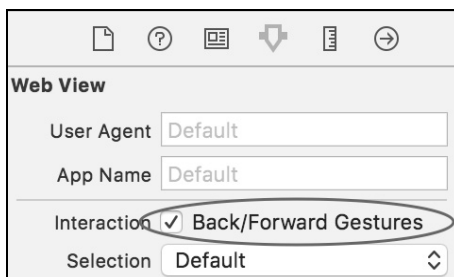 Web View
User Agent Default
App Name Default
Interaction Back/Forward Gestures
Selection Default